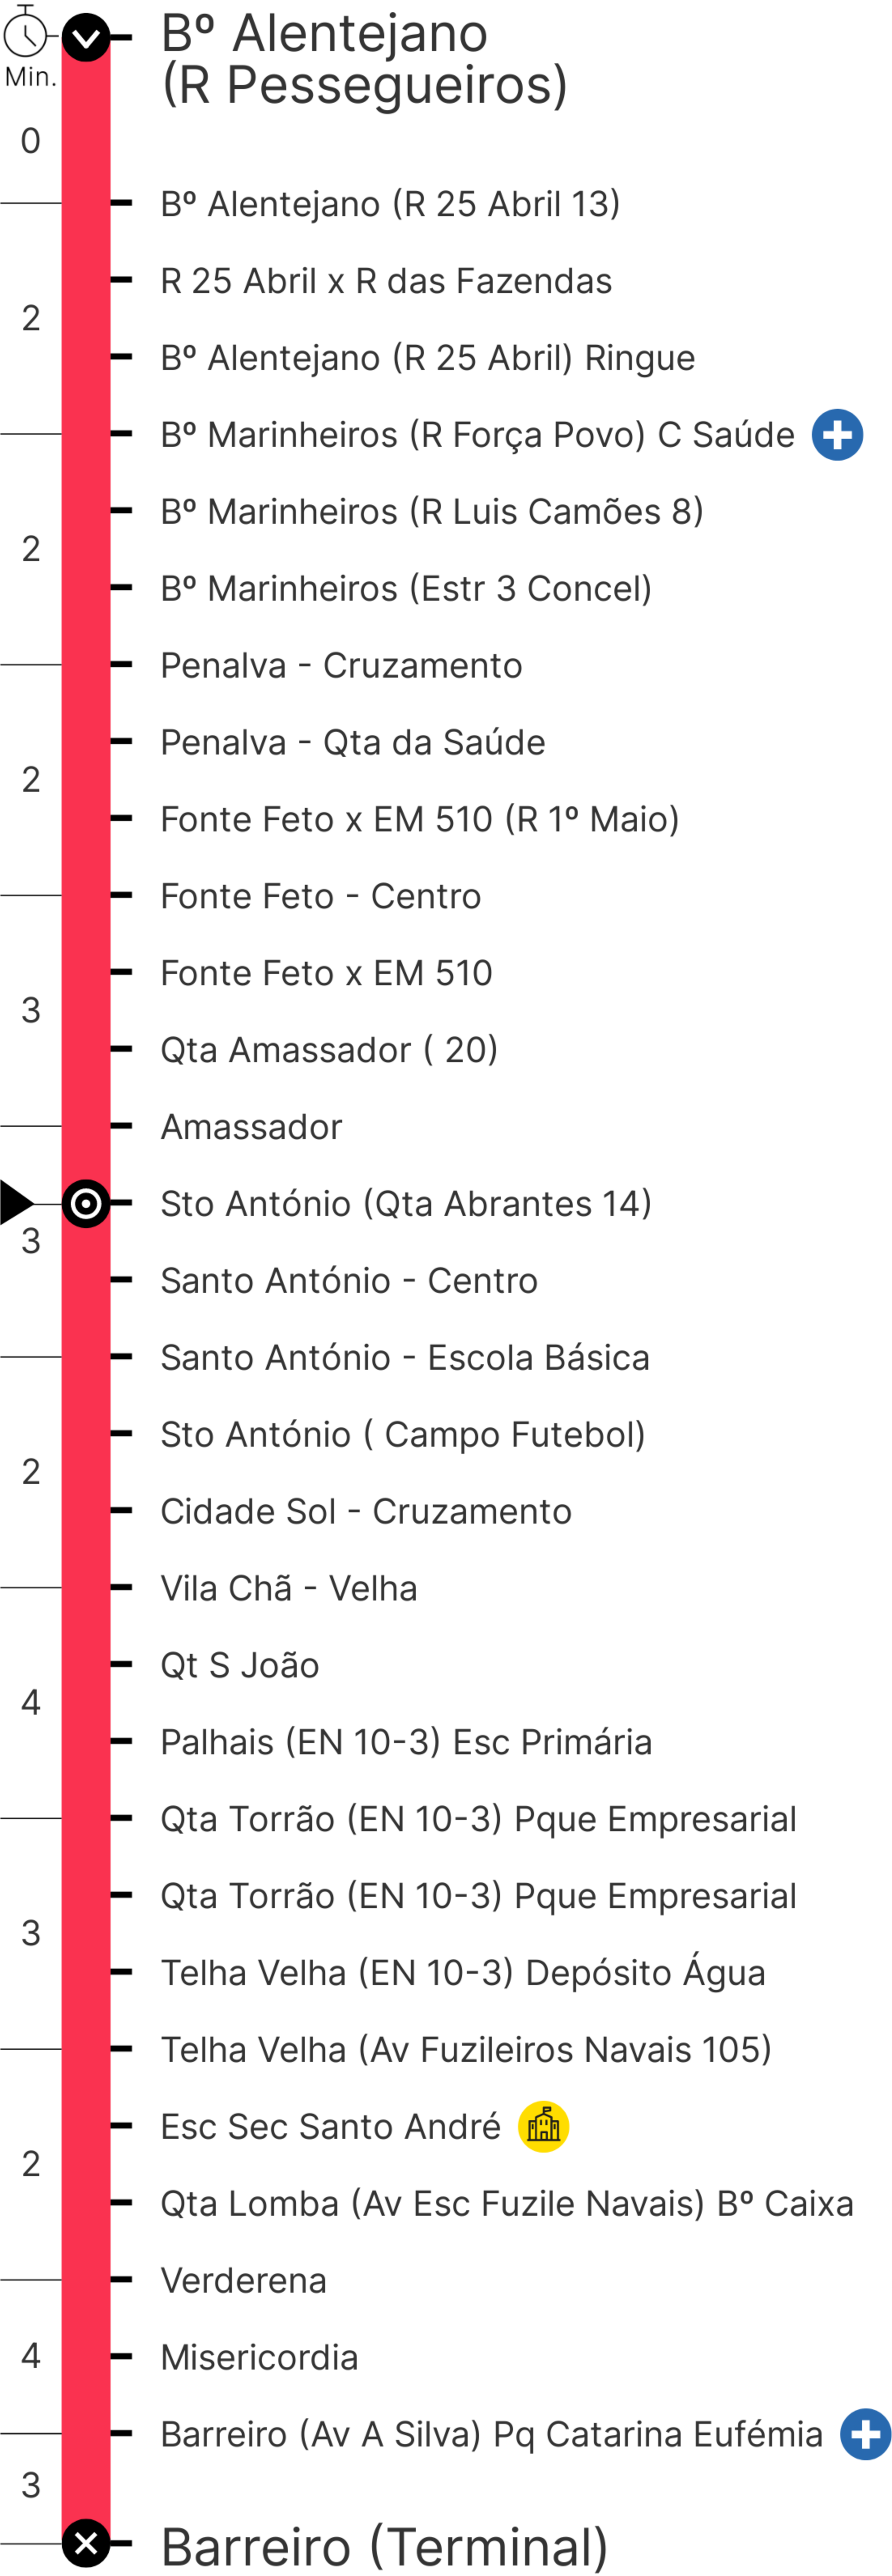 Bº Alentejano
(R Pessegueiros)
Min.
0
Bº Alentejano (R 25 Abril 13)
R 25 Abril x R das Fazendas
2
Bº Alentejano (R 25 Abril) Ringue
Bº Marinheiros (R Força Povo) C Saúde
Bº Marinheiros (R Luis Camões 8)
2
Bº Marinheiros (Estr 3 Concel)
Penalva - Cruzamento
Penalva - Qta da Saúde
2
Fonte Feto x EM 510 (R 1º Maio)
Fonte Feto - Centro
Fonte Feto x EM 510
3
Qta Amassador ( 20)
Amassador
Sto António (Qta Abrantes 14)
3
Santo António - Centro
Santo António - Escola Básica
Sto António ( Campo Futebol)
2
Cidade Sol - Cruzamento
Vila Chã - Velha
Qt S João
4
Palhais (EN 10-3) Esc Primária
Qta Torrão (EN 10-3) Pque Empresarial
Qta Torrão (EN 10-3) Pque Empresarial
3
Telha Velha (EN 10-3) Depósito Água
Telha Velha (Av Fuzileiros Navais 105)
Esc Sec Santo André
2
Qta Lomba (Av Esc Fuzile Navais) Bº Caixa
Verderena
4
Misericordia
Barreiro (Av A Silva) Pq Catarina Eufémia
3
Barreiro (Terminal)